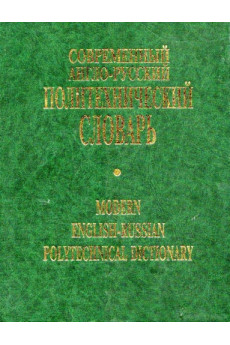 СОВРЕМЕННЫЙ
АНГЛО-РУССКИЙ
ПОЛИТЕХНИЧЕСКИЙ
СЛОВАРЬ
MODERN
ENGLISH-RUSSIAN
POLYTECHNICAL DICTIONARY